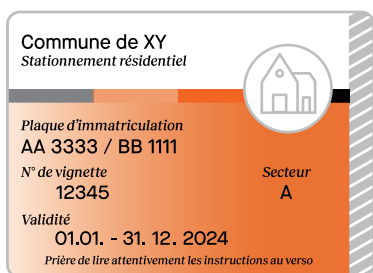 Commune de XY
Stationnement résidentiel
Plaque d'immatriculation
AA 3333 / BB 1111
N° de vignette Secteur
12345 A
Validité
01.01. - 31. 12. 2024
Prière de lire attentivement les instructions au verso